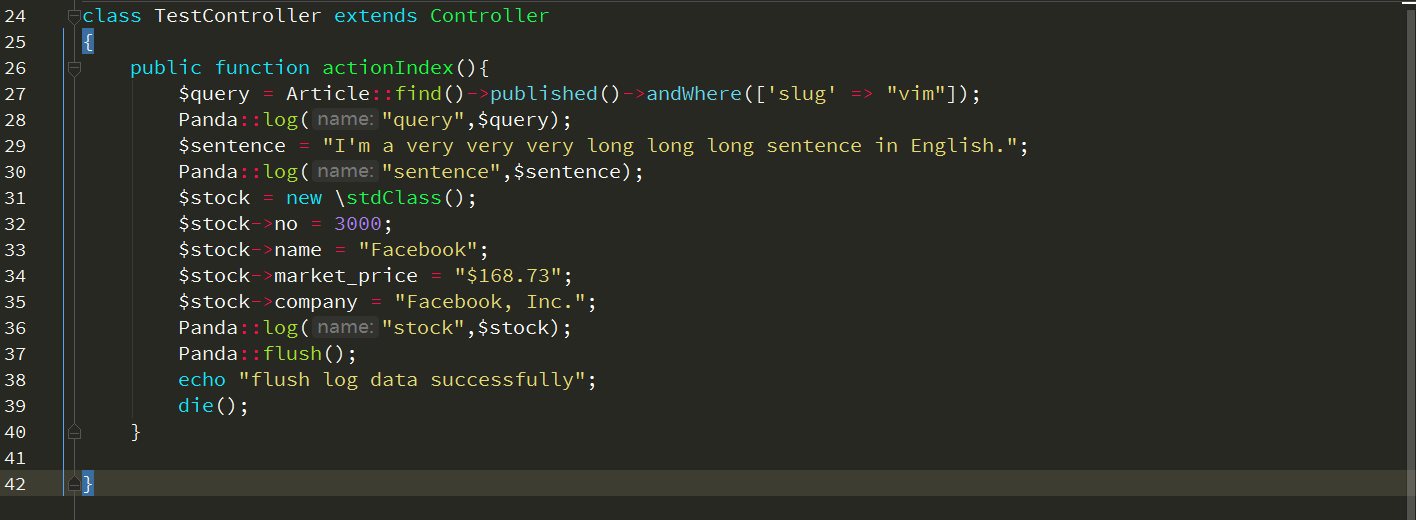 24 class TestController extends Controller
25 {
26     public function actionIndex(){
27         $query = Article::find()->published()->andWhere(['slug' => "vim"]);
28         Panda::log( name: "query",$query);
29         $sentence = "I'm a very very very long long long sentence in English.";
30         Panda::log( name: "sentence",$sentence);
31         $stock = new \stdClass();
32         $stock->no = 3000;
33         $stock->name = "Facebook";
34         $stock->market_price = "$168.73";
35         $stock->company = "Facebook, Inc.";
36         Panda::log( name: "stock",$stock);
37         Panda::flush();
38         echo "flush log data successfully";
39         die();
40     }
41
42 }